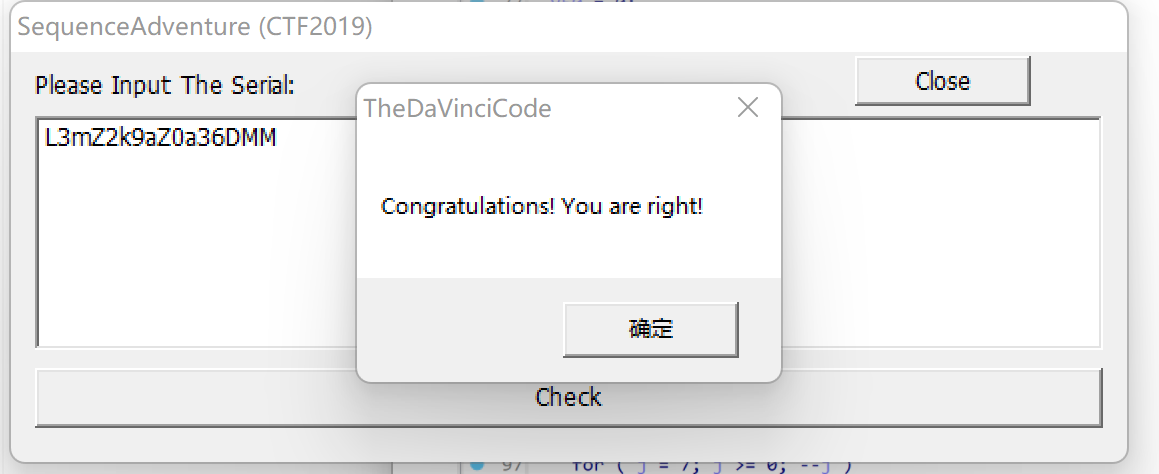 SequenceAdventure (CTF2019)
Please Input The Serial:
Close
L3mZ2k9aZ0a36DMM
TheDaVinciCode
Congratulations! You are right!
确定
Check
97 for ( j = 7; j >= 0; --j )